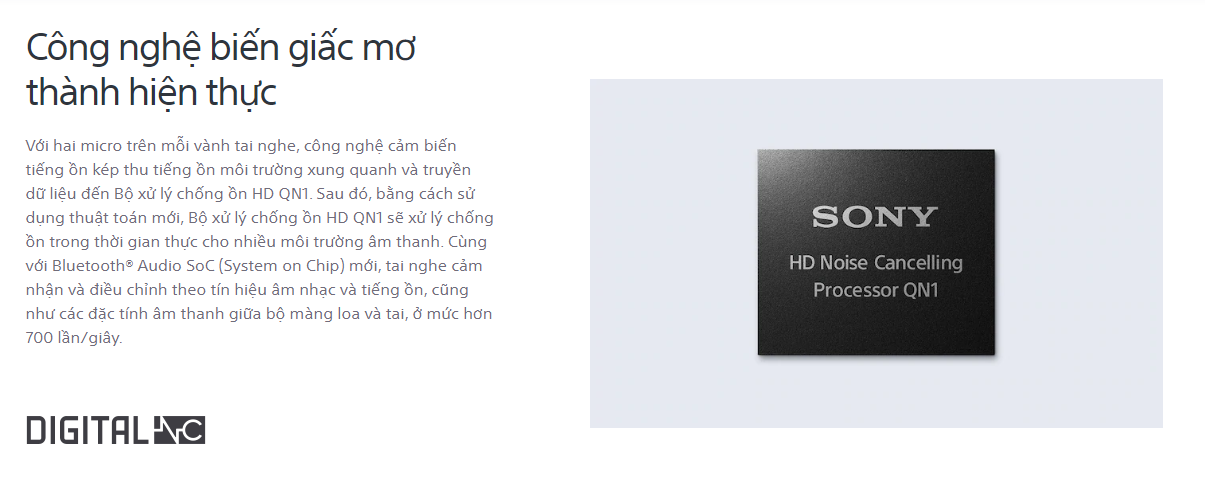 Công nghệ biến giấc mơ
thành hiện thực
Với hai micro trên mỗi vành tai nghe, công nghệ cảm biến
tiếng ồn kép thu tiếng ồn môi trường xung quanh và truyền
dữ liệu đến Bộ xử lý chống ồn HD QN1. Sau đó, bằng cách sử
dụng thuật toán mới, Bộ xử lý chống ồn HD QN1 sẽ xử lý chống
ồn trong thời gian thực cho nhiều môi trường âm thanh. Cùng
với Bluetooth® Audio SoC (System on Chip) mới, tai nghe cảm
nhận và điều chỉnh theo tín hiệu âm nhạc và tiếng ồn, cũng
như các đặc tính âm thanh giữa bộ màng loa và tai, ở mức hơn
700 lần/giây.
DIGITAL NC
SONY
HD Noise Cancelling
Processor QN1